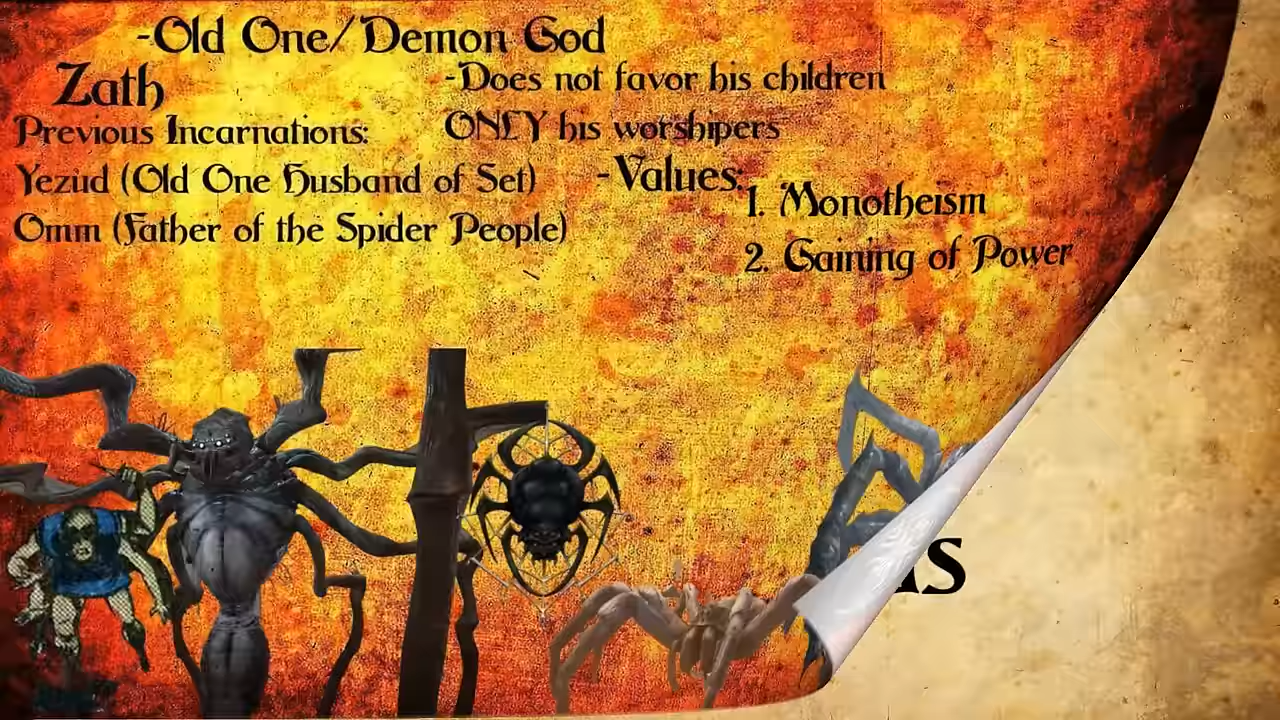 -Old One/Demon God
Zath
-Does not favor his children
Previous Incarnations:
ONLY his worshipers
Yezud (Old One Husband of Set)
-Values:
1. Monotheism
Omm (Father of the Spider People)
2. Gaining of Power